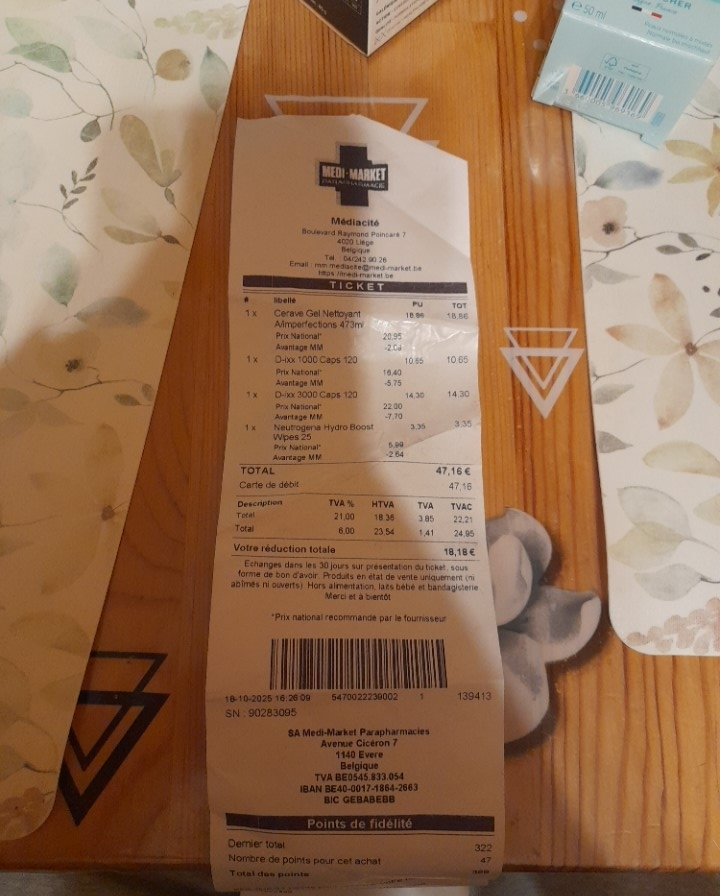 50 ml
MEDI-MARKET
PARAPHARMACIE
Médiacité
Boulevard Raymond Poincaré 7
4020 Liège
Belgique
Tél : 04/242.90.26
Email : mm.mediacite@medi-market.be
https://medi-market.be
TICKET
# libellé PU TOT
1 x Cerave Gel Nettoyant 18,86 18,86
A/imperfections 473ml
Prix National* 20,95
Avantage MM
1 x D-ixx 1000 Caps 120 10,65 10,65
Prix National* 16,40
Avantage MM -5,75
1 x D-ixx 3000 Caps 120 14,30 14,30
Prix National* 22,00
Avantage MM -7,70
1 x Neutrogena Hydro Boost 3,35 3,35
Wipes 25
Prix National* 5,99
Avantage MM -2,64
TOTAL 47,16 €
Carte de débit 47,16
Description TVA % HTVA TVA TVAC
Total 21,00 18,36 3,85 22,21
Total 6,00 23,54 1,41 24,95
Votre réduction totale 18,18 €
Echanges dans les 30 jours sur présentation du ticket, sous
forme de bon d'avoir. Produits en état de vente uniquement (ni
abîmés ni ouverts). Hors alimentation, laits bébé et bandagisterie
Merci et à bientôt
*Prix national recommandé par le fournisseur
18-10-2025 16:26:09 5470022239002 1 139413
SN : 90283095
SA Medi-Market Parapharmacies
Avenue Cicéron 7
1140 Evere
Belgique
TVA BE0545.833.054
IBAN BE40-0017-1864-2663
BIC GEBABEBB
Points de fidélité
Dernier total 322
Nombre de points pour cet achat 47
Total des points